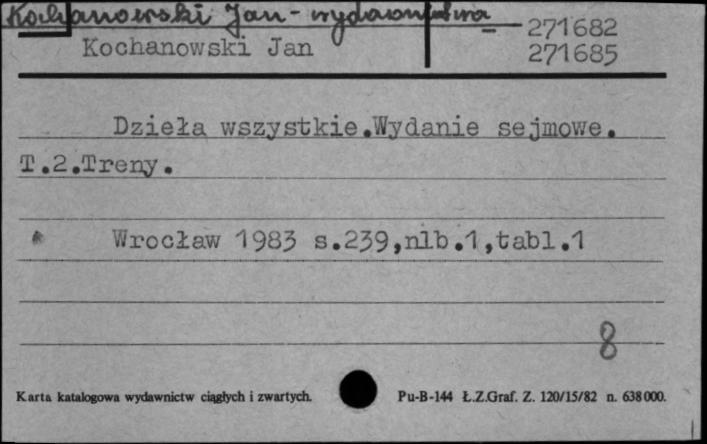 Kochanowski Jan - wydawnictwa
271682
Kochanowski Jan
271685
Dzieła wszystkie.Wydanie sejmowe.
T.2.Treny.
Wrocław 1983 s.239,nlb.1,tabl.1
8
Karta katalogowa wydawnictw ciągłych i zwartych. Pu-B-144 Ł.Z.Graf. Z. 120/15/82 n. 638000.